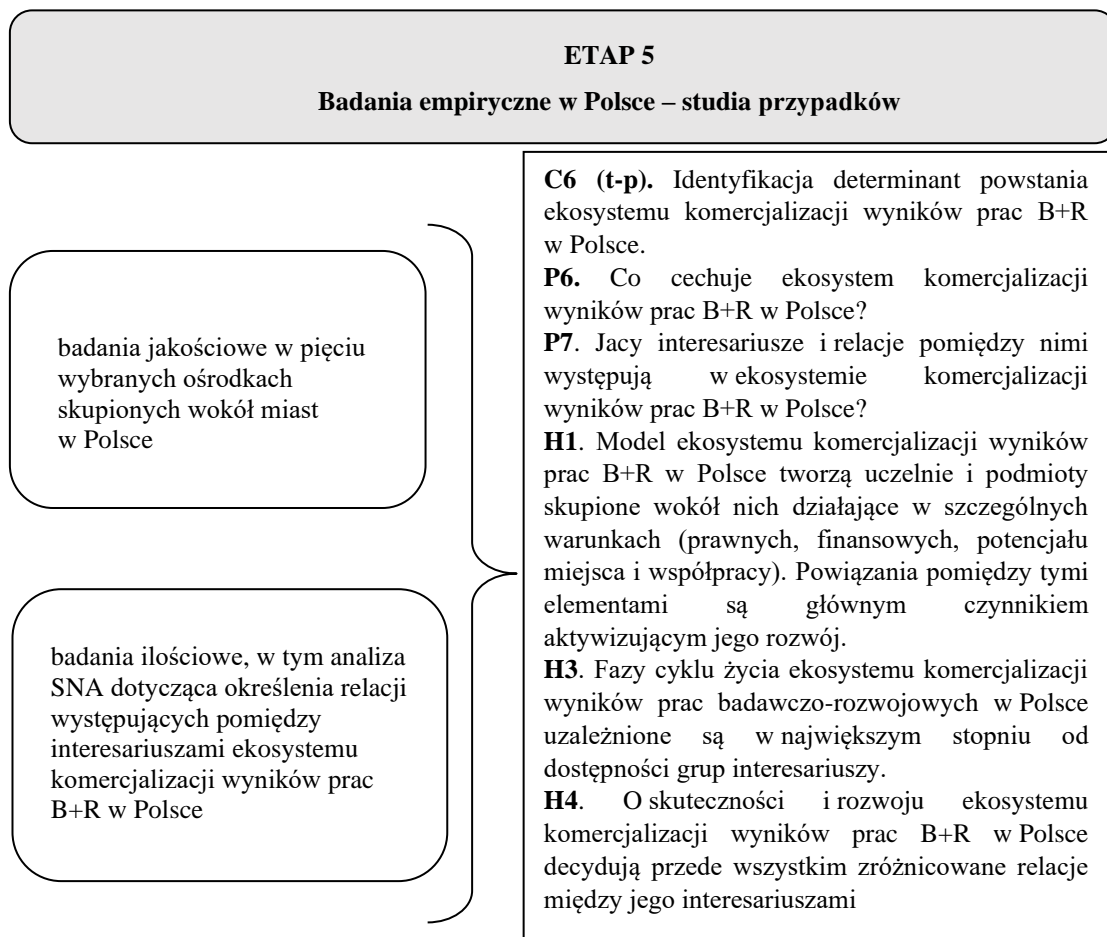 ETAP 5
Badania empiryczne w Polsce – studia przypadków
badania jakościowe w pięciu
wybranych ośrodkach
skupionych wokół miast
w Polsce
badania ilościowe, w tym analiza
SNA dotycząca określenia relacji
występujących pomiędzy
interesariuszami ekosystemu
komercjalizacji wyników prac
B+R w Polsce
C6 (t-p). Identyfikacja determinant powstania
ekosystemu komercjalizacji wyników prac B+R
w Polsce.
P6. Co cechuje ekosystem komercjalizacji
wyników prac B+R w Polsce?
P7. Jacy interesariusze i relacje pomiędzy nimi
występują w ekosystemie komercjalizacji
wyników prac B+R w Polsce?
H1. Model ekosystemu komercjalizacji wyników
prac B+R w Polsce tworzą uczelnie i podmioty
skupione wokół nich działające w szczególnych
warunkach (prawnych, finansowych, potencjału
miejsca i współpracy). Powiązania pomiędzy tymi
elementami są głównym czynnikiem
aktywizującym jego rozwój.
H3. Fazy cyklu życia ekosystemu komercjalizacji
wyników prac badawczo-rozwojowych w Polsce
uzależnione są w największym stopniu od
dostępności grup interesariuszy.
H4. O skuteczności i rozwoju ekosystemu
komercjalizacji wyników prac B+R w Polsce
decydują przede wszystkim zróżnicowane relacje
między jego interesariuszami